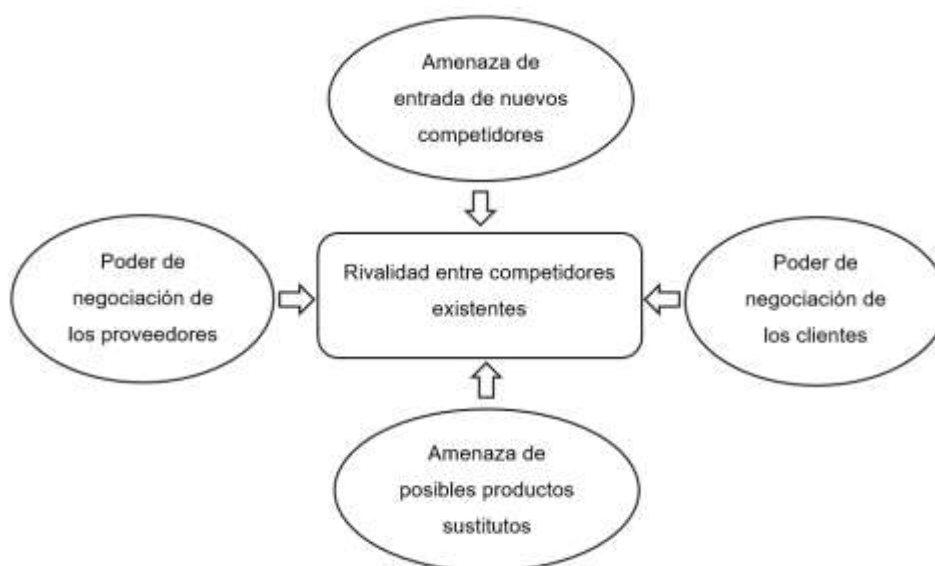 Amenaza de
entrada de nuevos
competidores
Poder de
negociación de
los proveedores
Rivalidad entre competidores
existentes
Poder de
negociación de
los clientes
Amenaza de
posibles productos
sustitutos